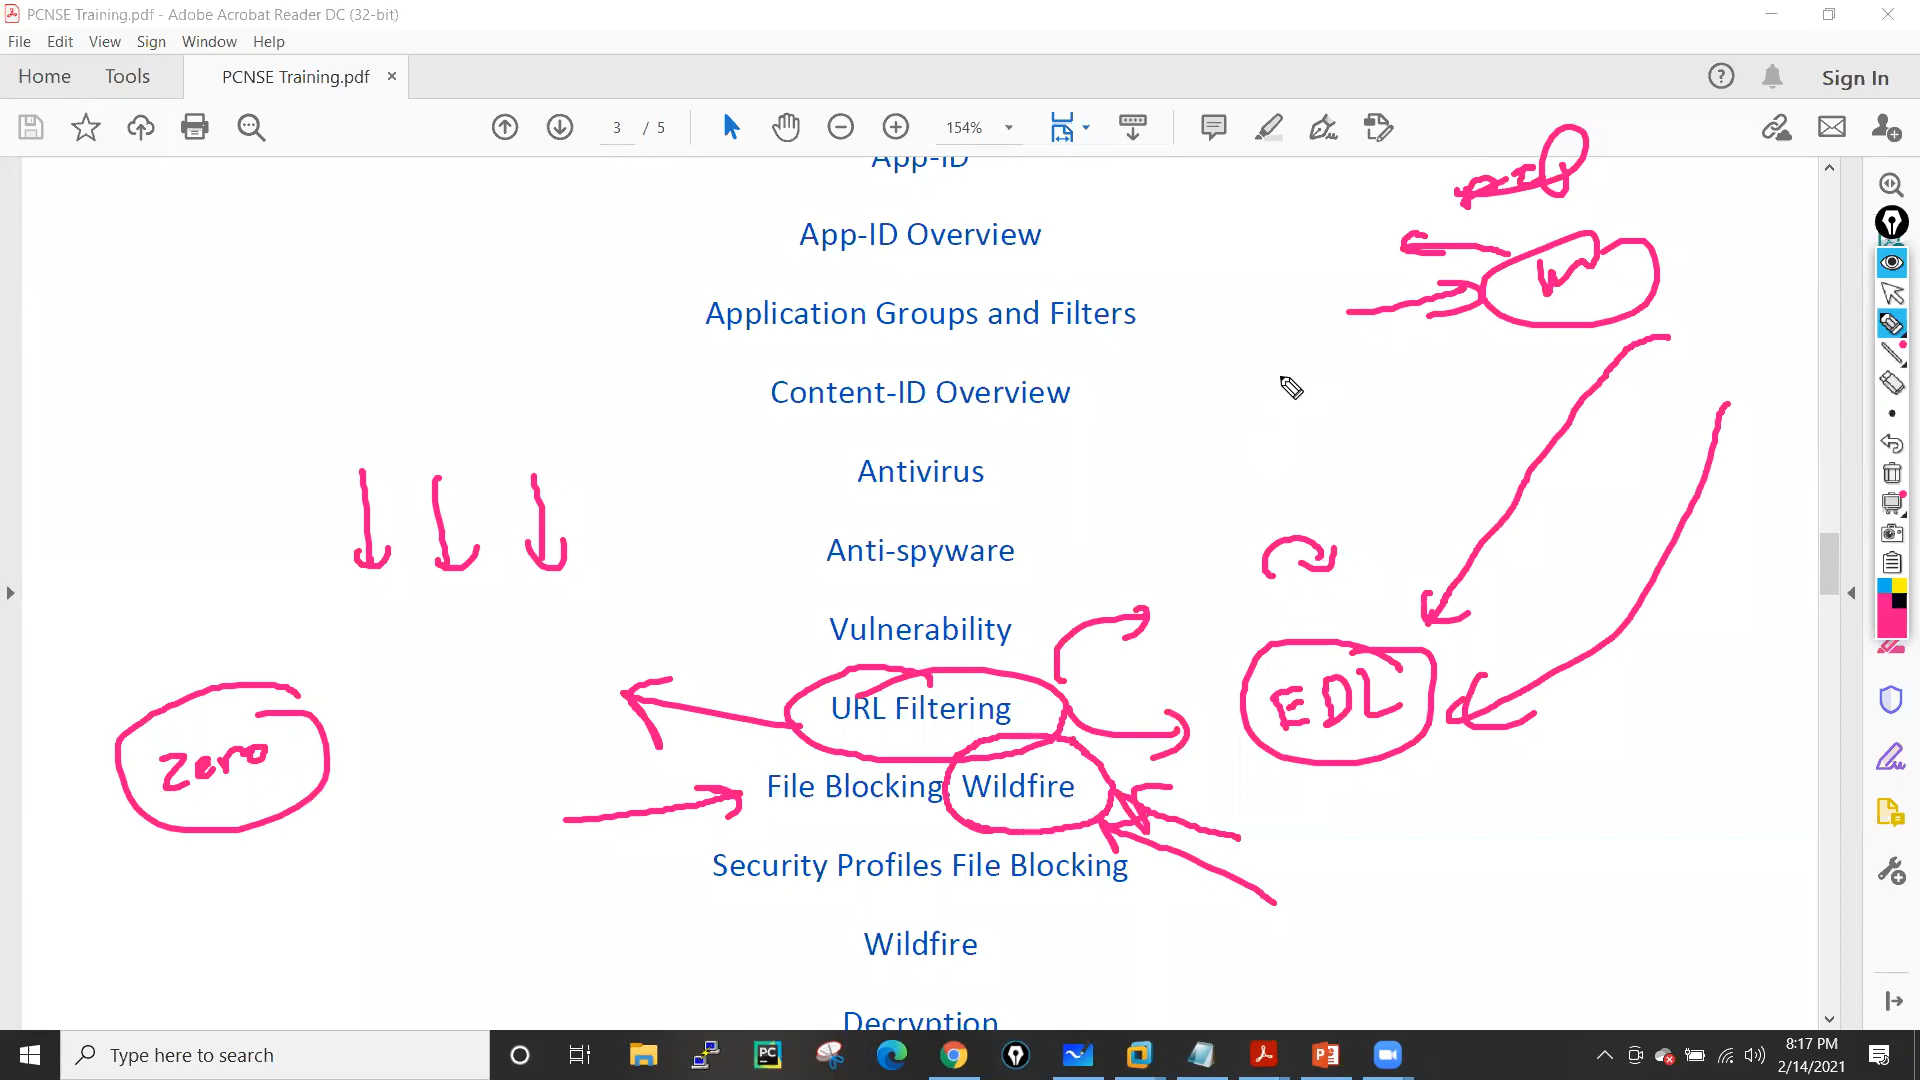 PCNSE Training.pdf - Adobe Acrobat Reader DC (32-bit)
File Edit View Sign Window Help
Home Tools PCNSE Training.pdf × Sign In
3 / 5 154%
App-ID
App-ID Overview
Application Groups and Filters
Content-ID Overview
Antivirus
Anti-spyware
Vulnerability
URL Filtering
EDL
zero
File Blocking Wildfire
Security Profiles File Blocking
Wildfire
Decryption
Type here to search
PC
8:17 PM
2/14/2021